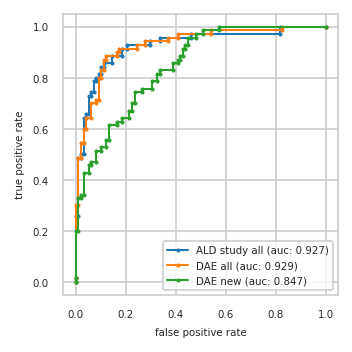 1.0
0.8
0.6
0.4
0.2
0.0
true positive rate
ALD study all (auc: 0.927)
DAE all (auc: 0.929)
DAE new (auc: 0.847)
0.0 0.2 0.4 0.6 0.8 1.0
false positive rate